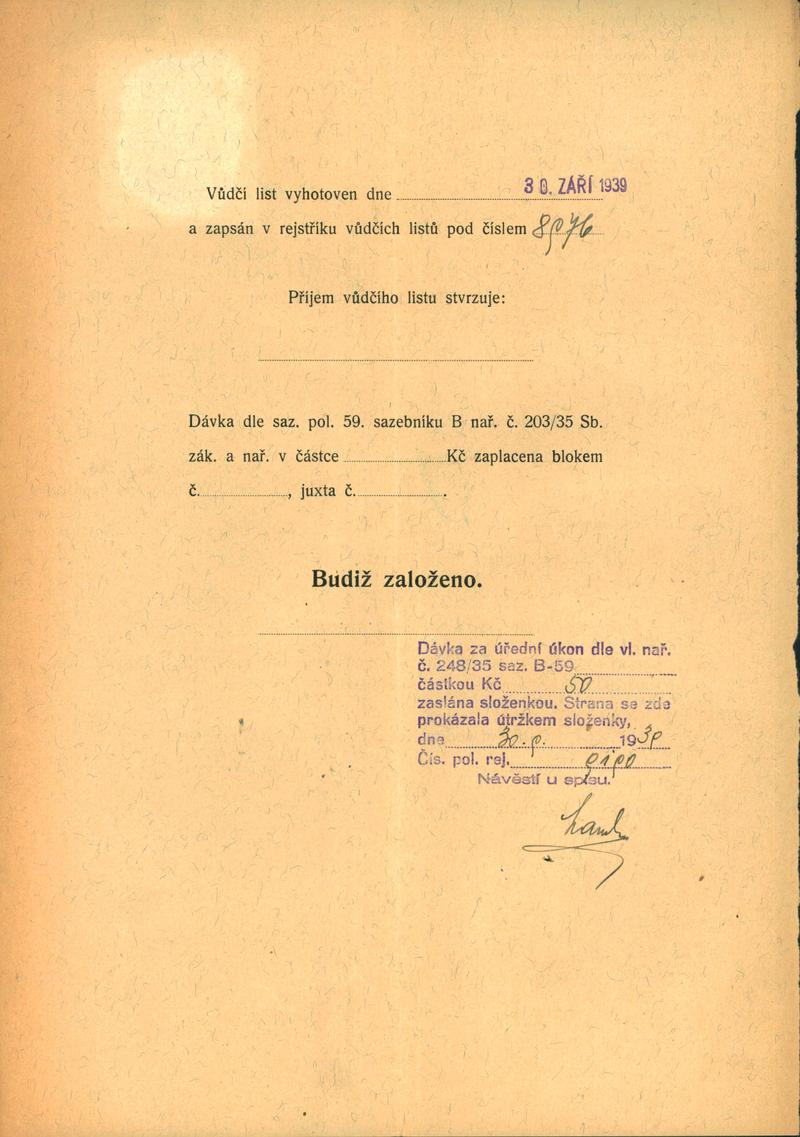 Vůdčí list vyhotoven dne 30. ZÁŘÍ 1939
a zapsán v rejstříku vůdčích listů pod číslem 8976
Příjem vůdčího listu stvrzuje:
Dávka dle saz. pol. 59. sazebníku B nař. č. 203/35 Sb.
zák. a nař. v částce Kč zaplacena blokem
č. , juxta č. .
Budiž založeno.
Dávka za úřední úkon dle vl. nař.
č. 248/35 saz. B-59
částkou Kč 50
zaslána složenkou. Strana se zde
prokázala útržkem složenky,
dne 30. 9. 1939
Čís. pol. rej.
Návěstí u spisu.